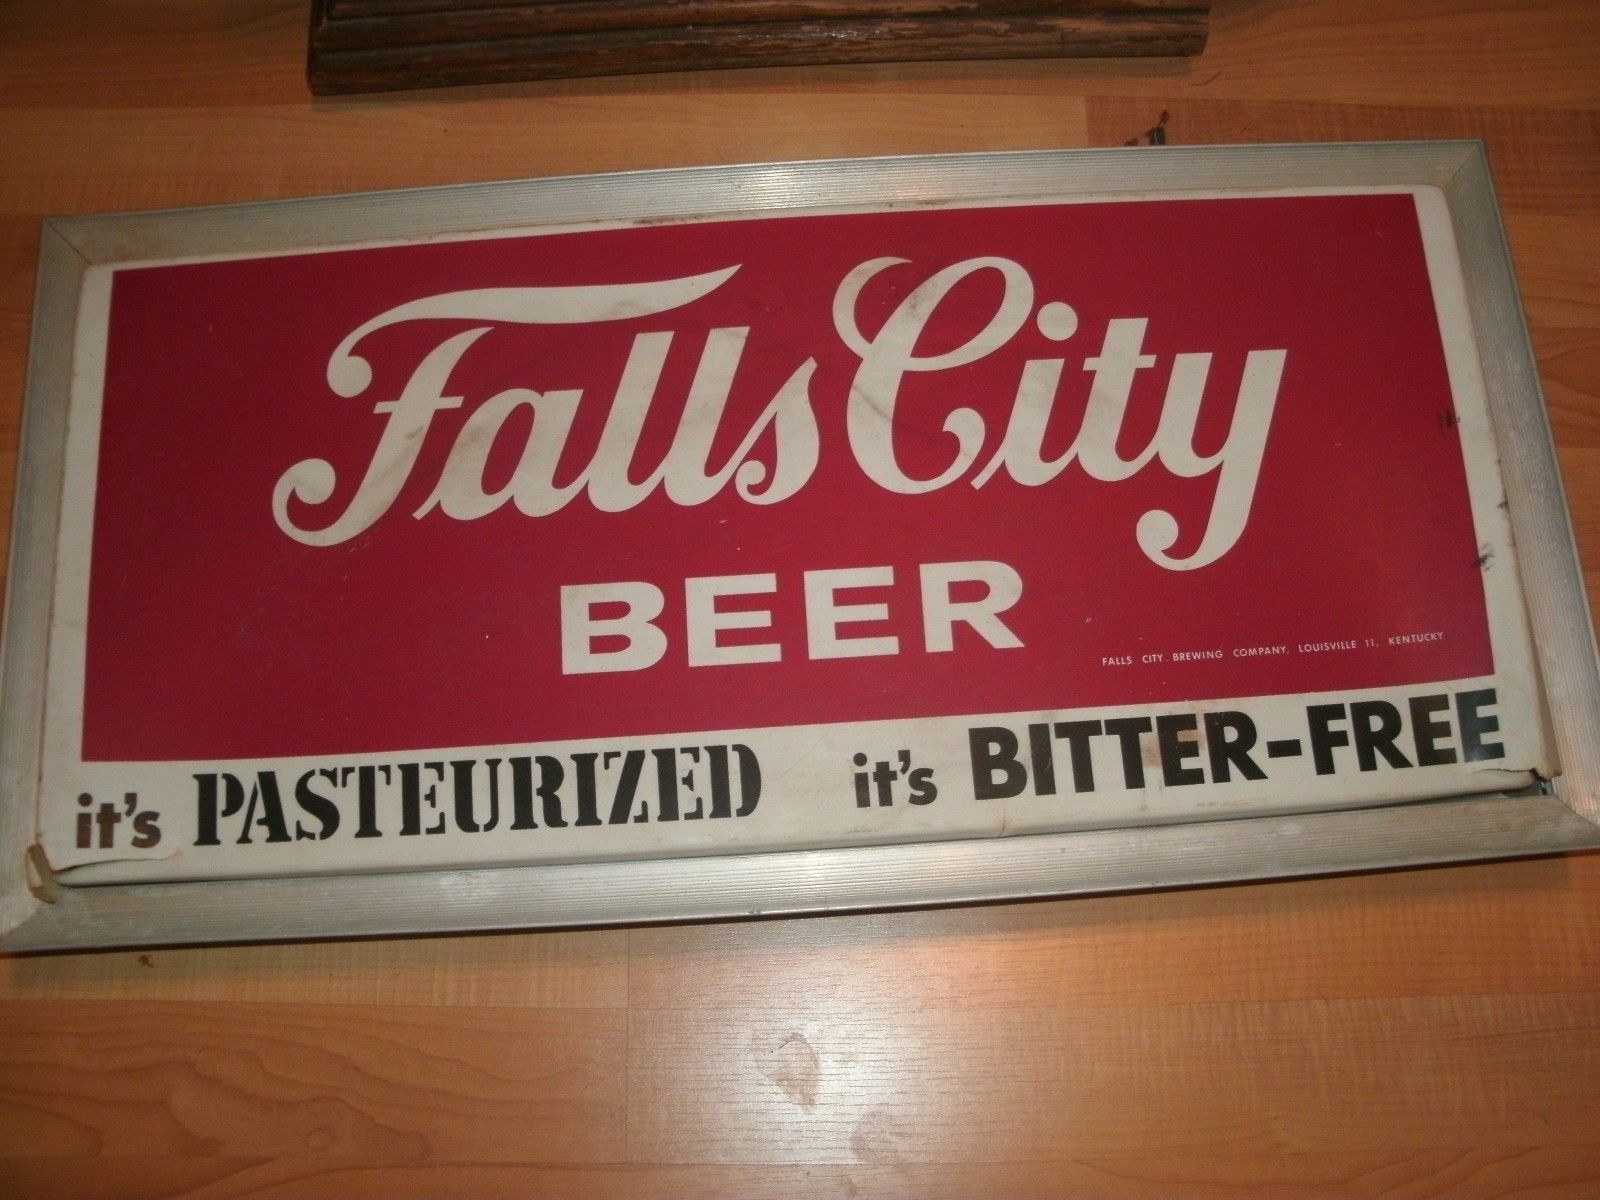 Falls City
BEER
FALLS CITY BREWING COMPANY, LOUISVILLE 11, KENTUCKY
it's PASTEURIZED it's BITTER-FREE